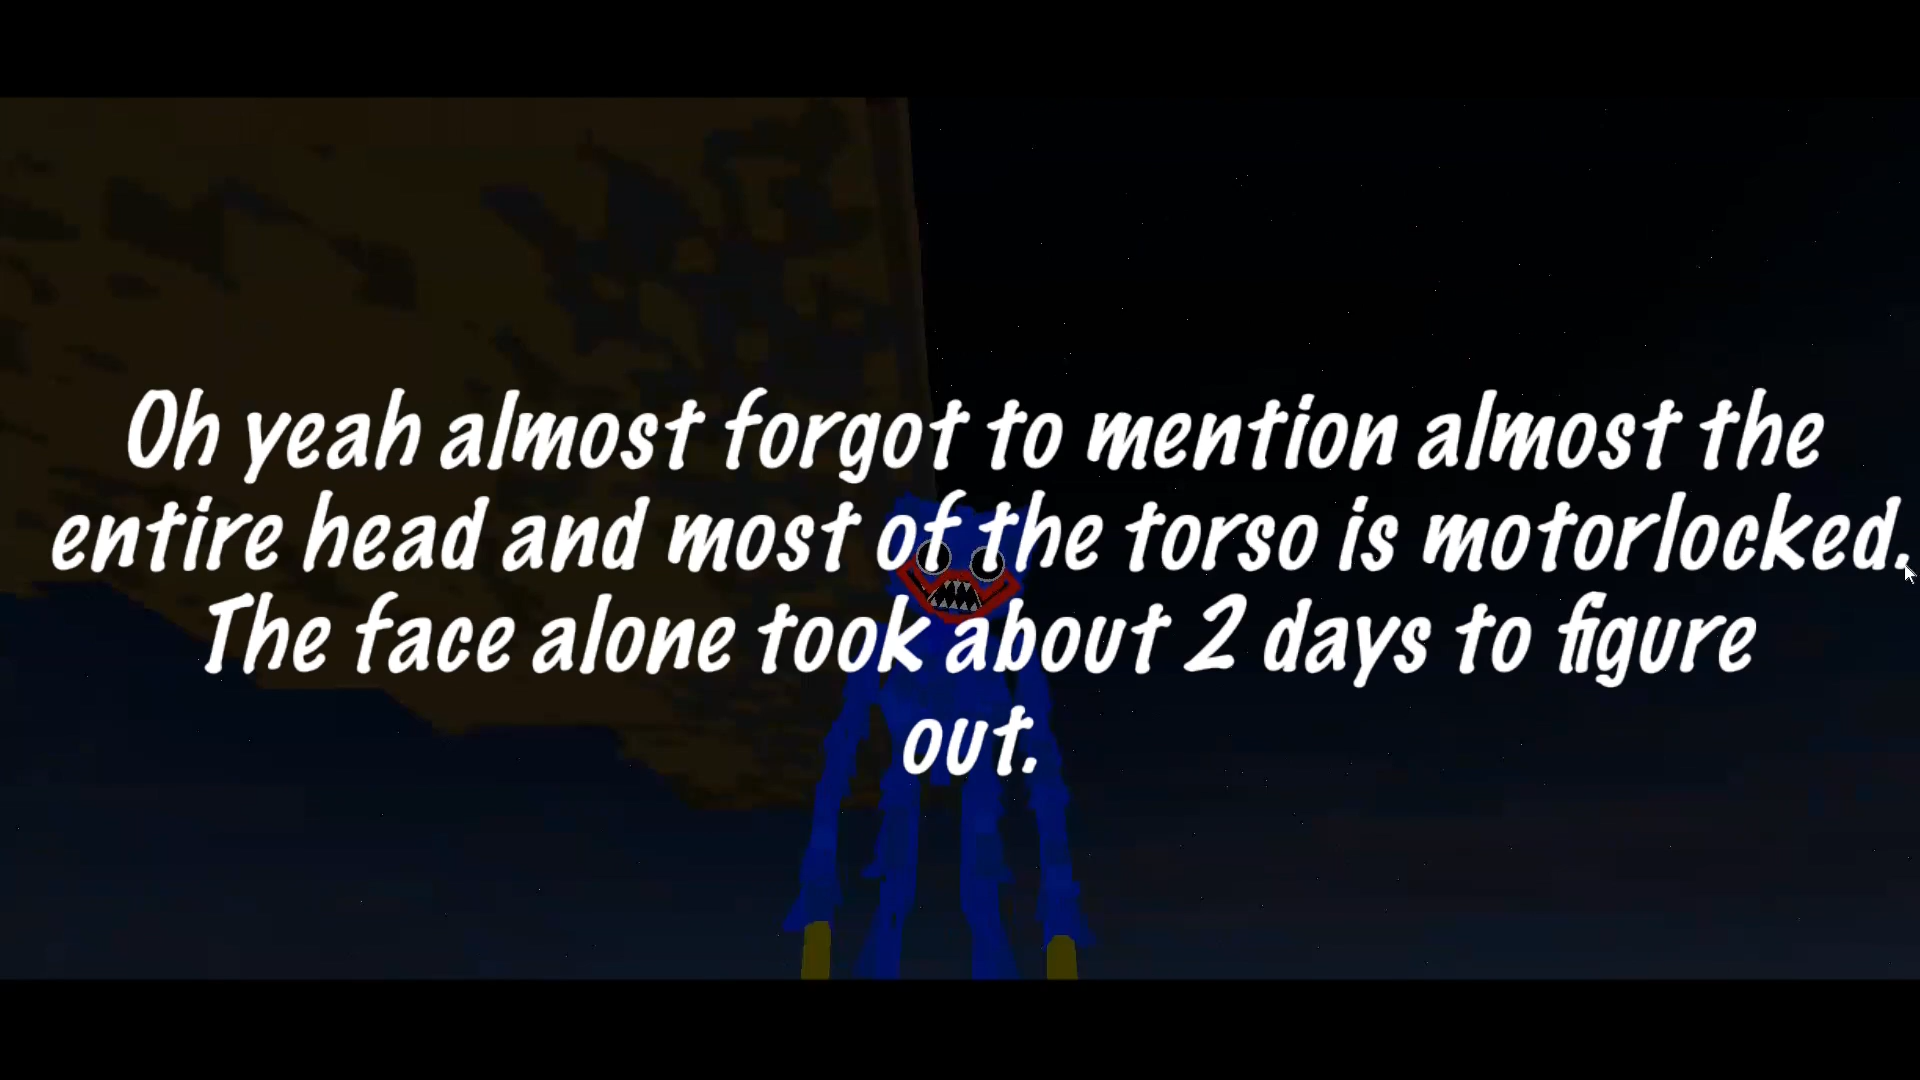 Oh yeah almost forgot to mention almost the
entire head and most of the torso is motorlocked.
The face alone took about 2 days to figure
out.